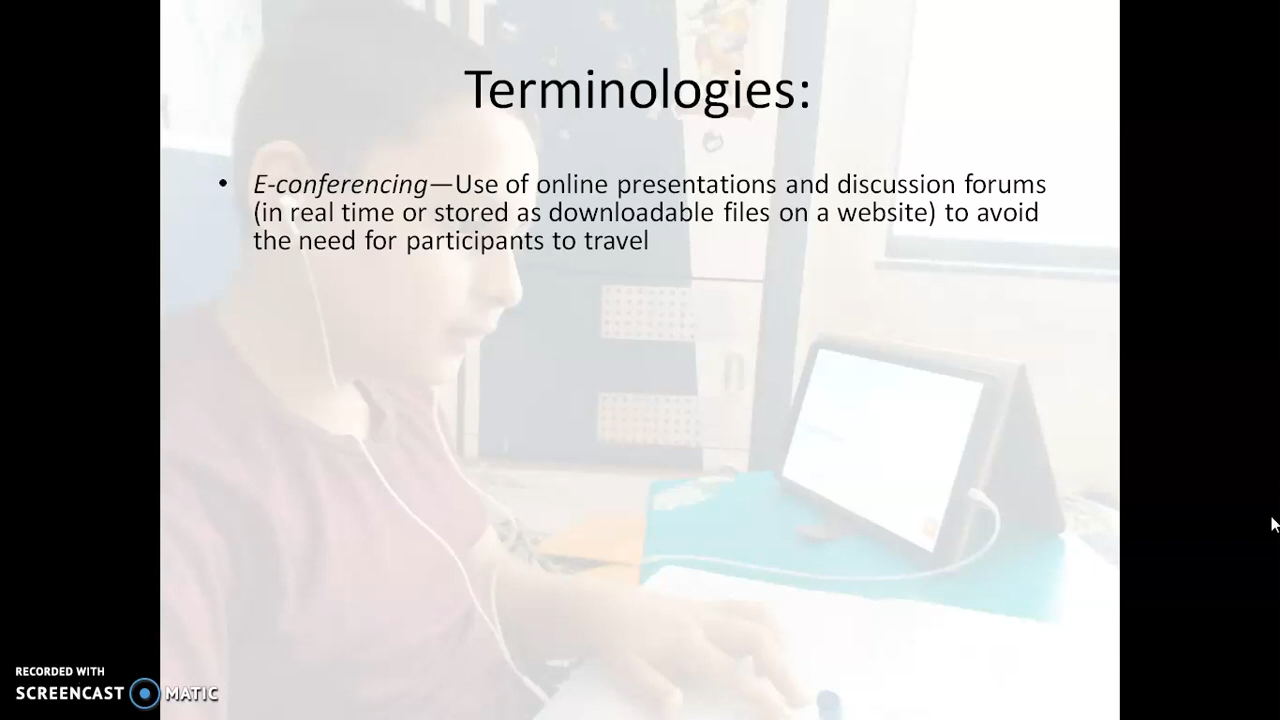 Terminologies:
• E-conferencing—Use of online presentations and discussion forums
(in real time or stored as downloadable files on a website) to avoid
the need for participants to travel
RECORDED WITH
SCREENCAST MATIC